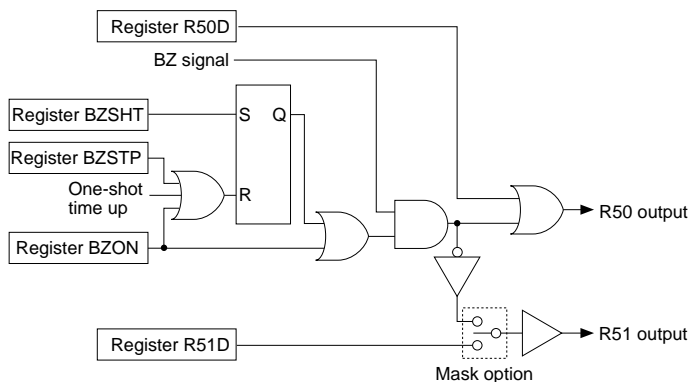 Register R50D
BZ signal
Register BZSHT
S
Q
Register BZSTP
One-shot
time up
R
R50 output
Register BZON
Register R51D
R51 output
Mask option